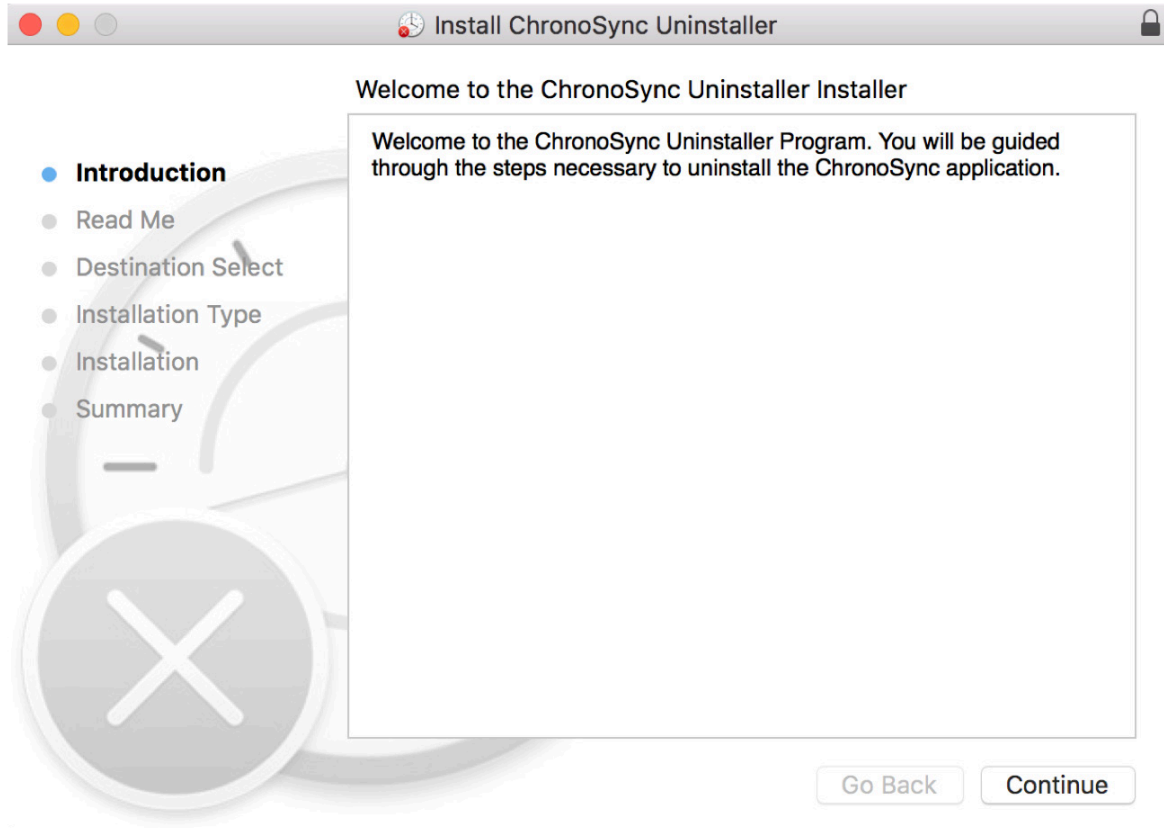 Install ChronoSync Uninstaller
Welcome to the ChronoSync Uninstaller Installer
Introduction
Read Me
Destination Select
Installation Type
Installation
Summary
Welcome to the ChronoSync Uninstaller Program. You will be guided
through the steps necessary to uninstall the ChronoSync application.
Go Back
Continue